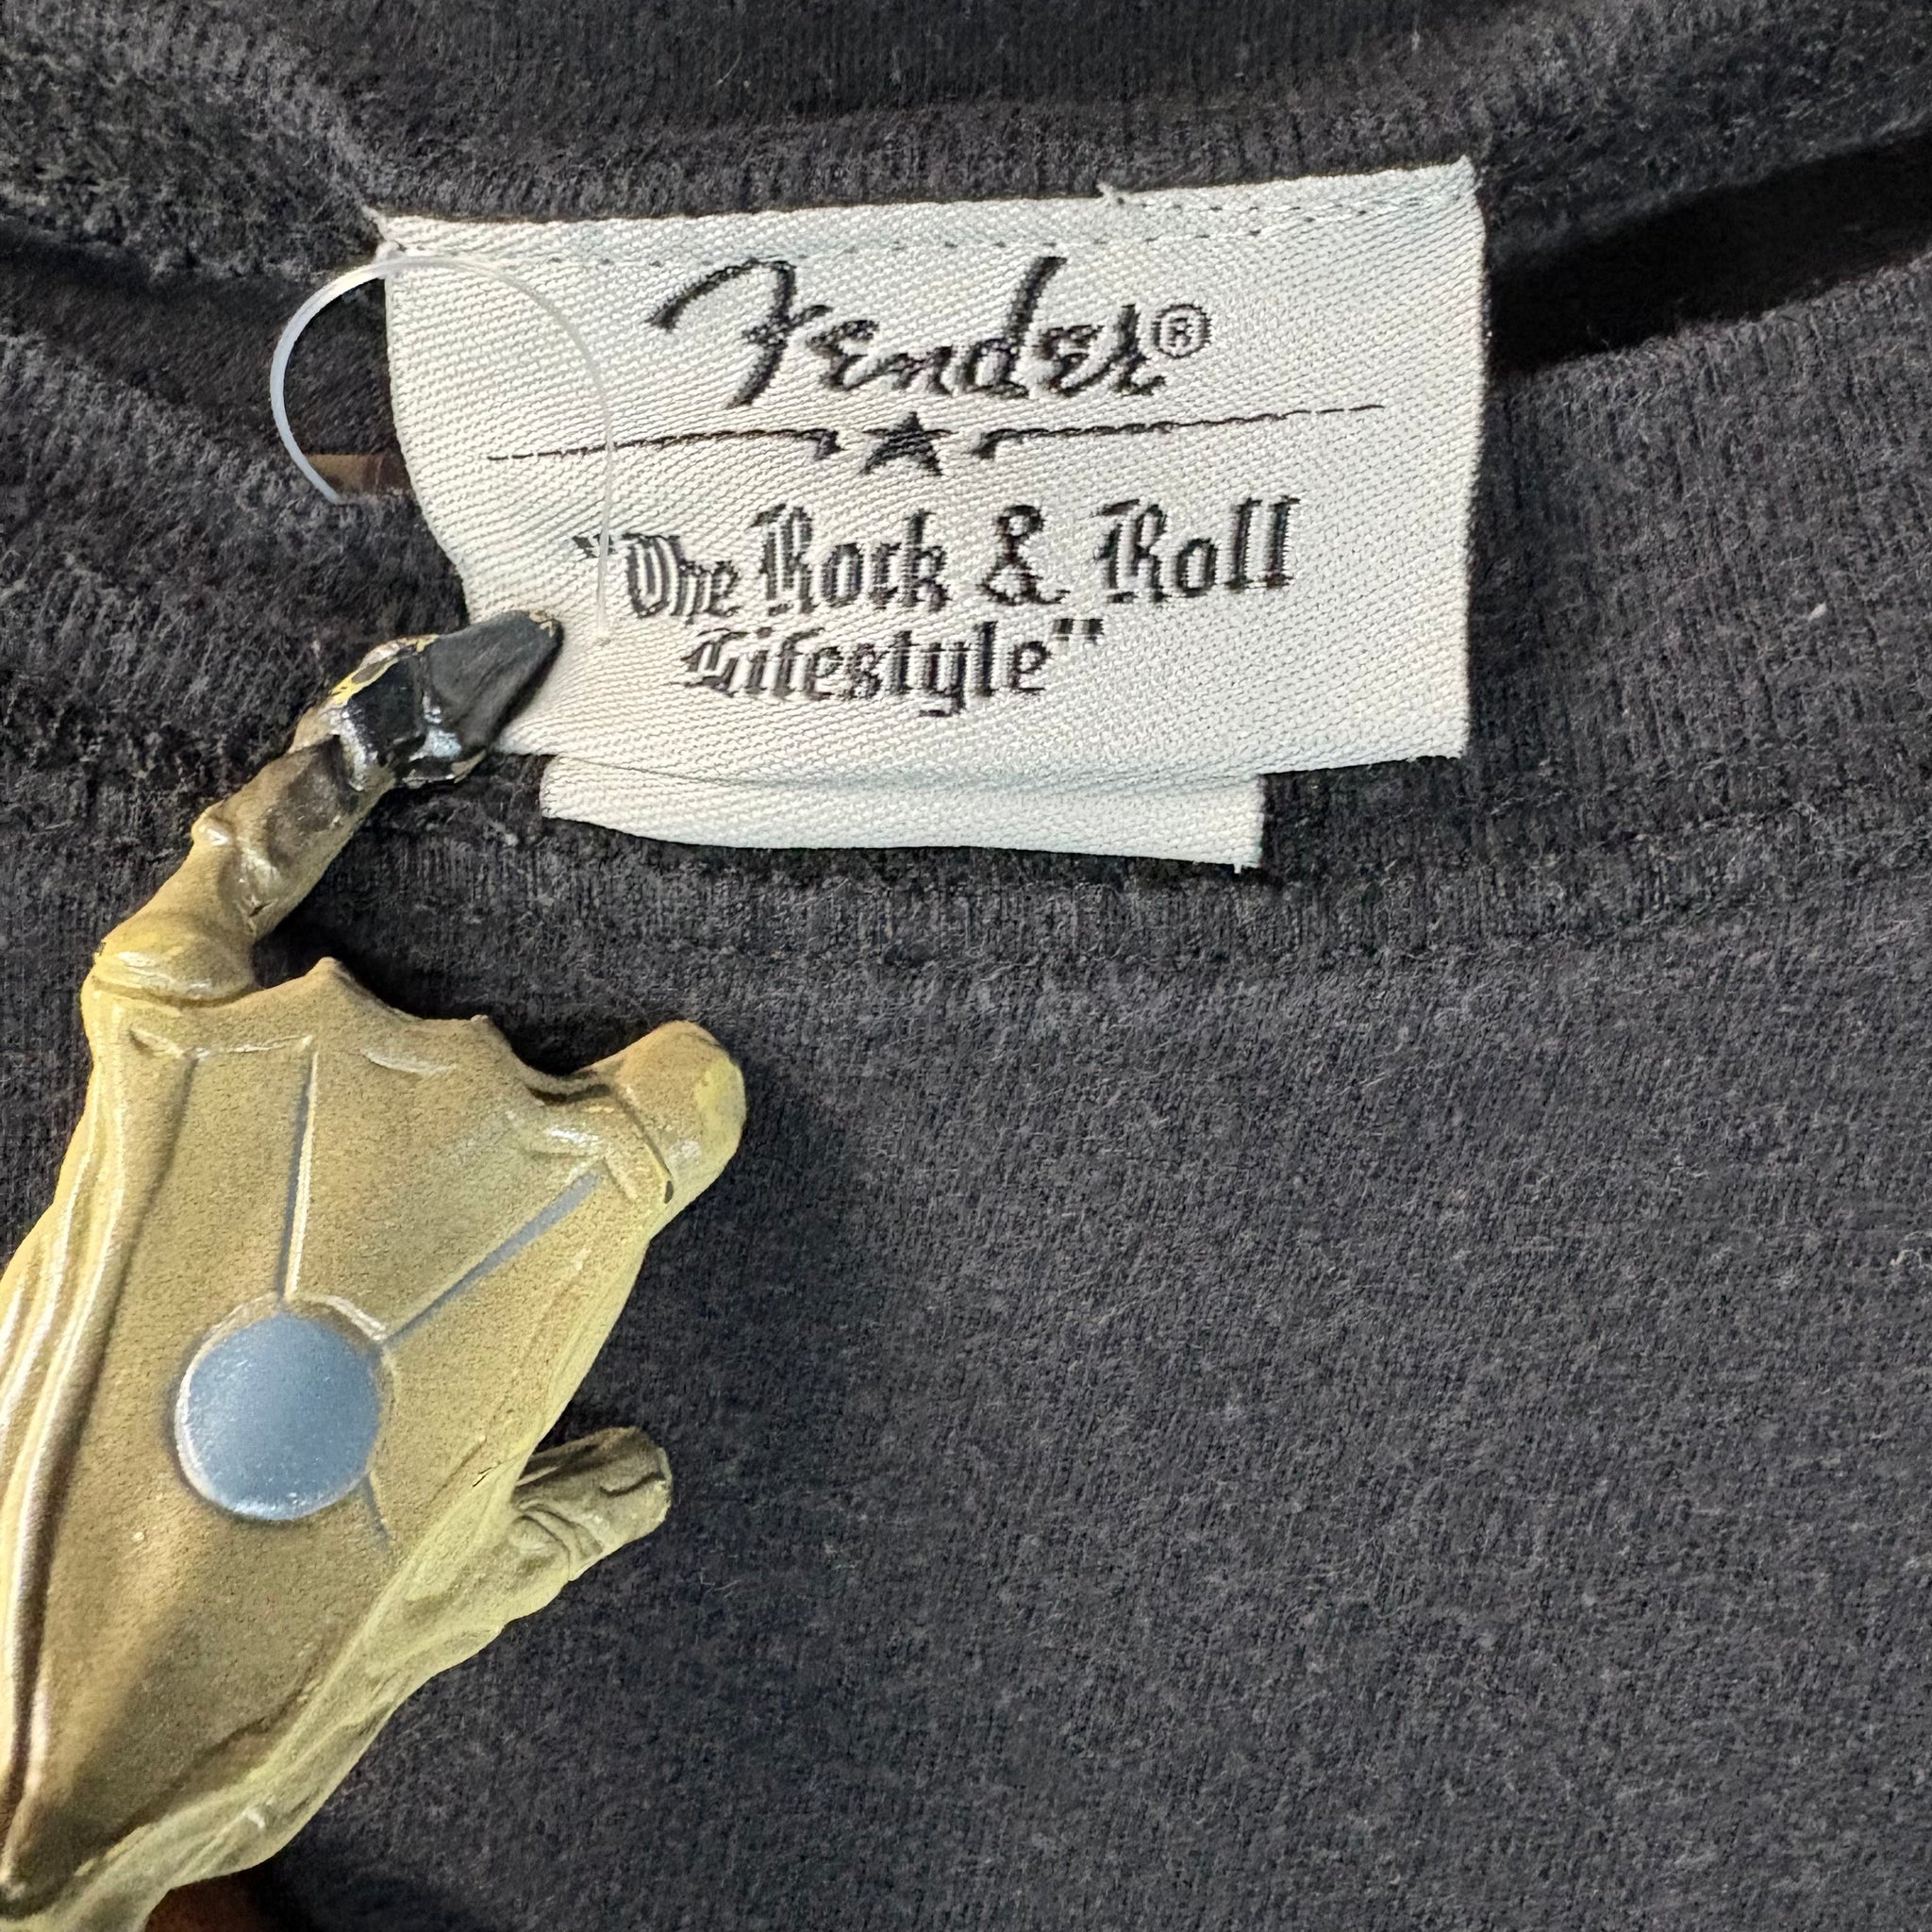 Fender®
"The Rock & Roll
Lifestyle"